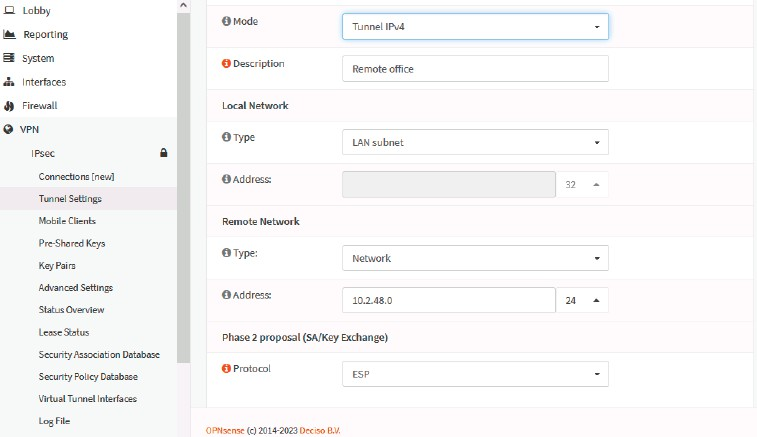 Lobby
Reporting
System
Interfaces
Firewall
VPN
IPsec
Connections [new]
Tunnel Settings
Mobile Clients
Pre-Shared Keys
Key Pairs
Advanced Settings
Status Overview
Lease Status
Security Association Database
Security Policy Database
Virtual Tunnel Interfaces
Log File
Mode Tunnel IPv4
Description Remote office
Local Network
Type LAN subnet
Address: 32
Remote Network
Type: Network
Address: 10.2.48.0 24
Phase 2 proposal (SA/Key Exchange)
Protocol ESP
OPNsense (c) 2014-2023 Deciso B.V.